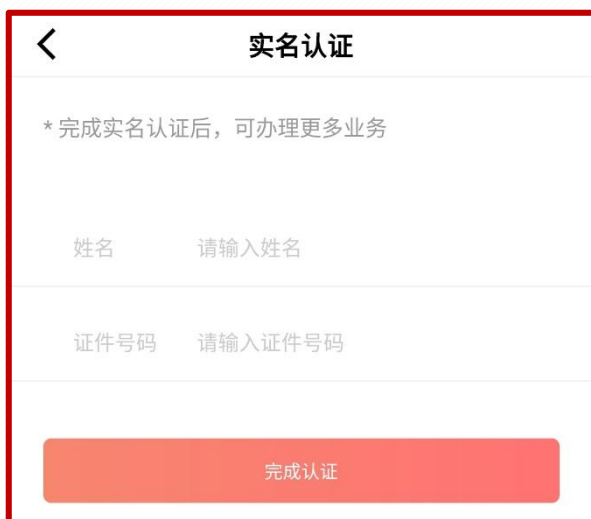 实名认证
* 完成实名认证后，可办理更多业务
姓名 请输入姓名
证件号码 请输入证件号码
完成认证